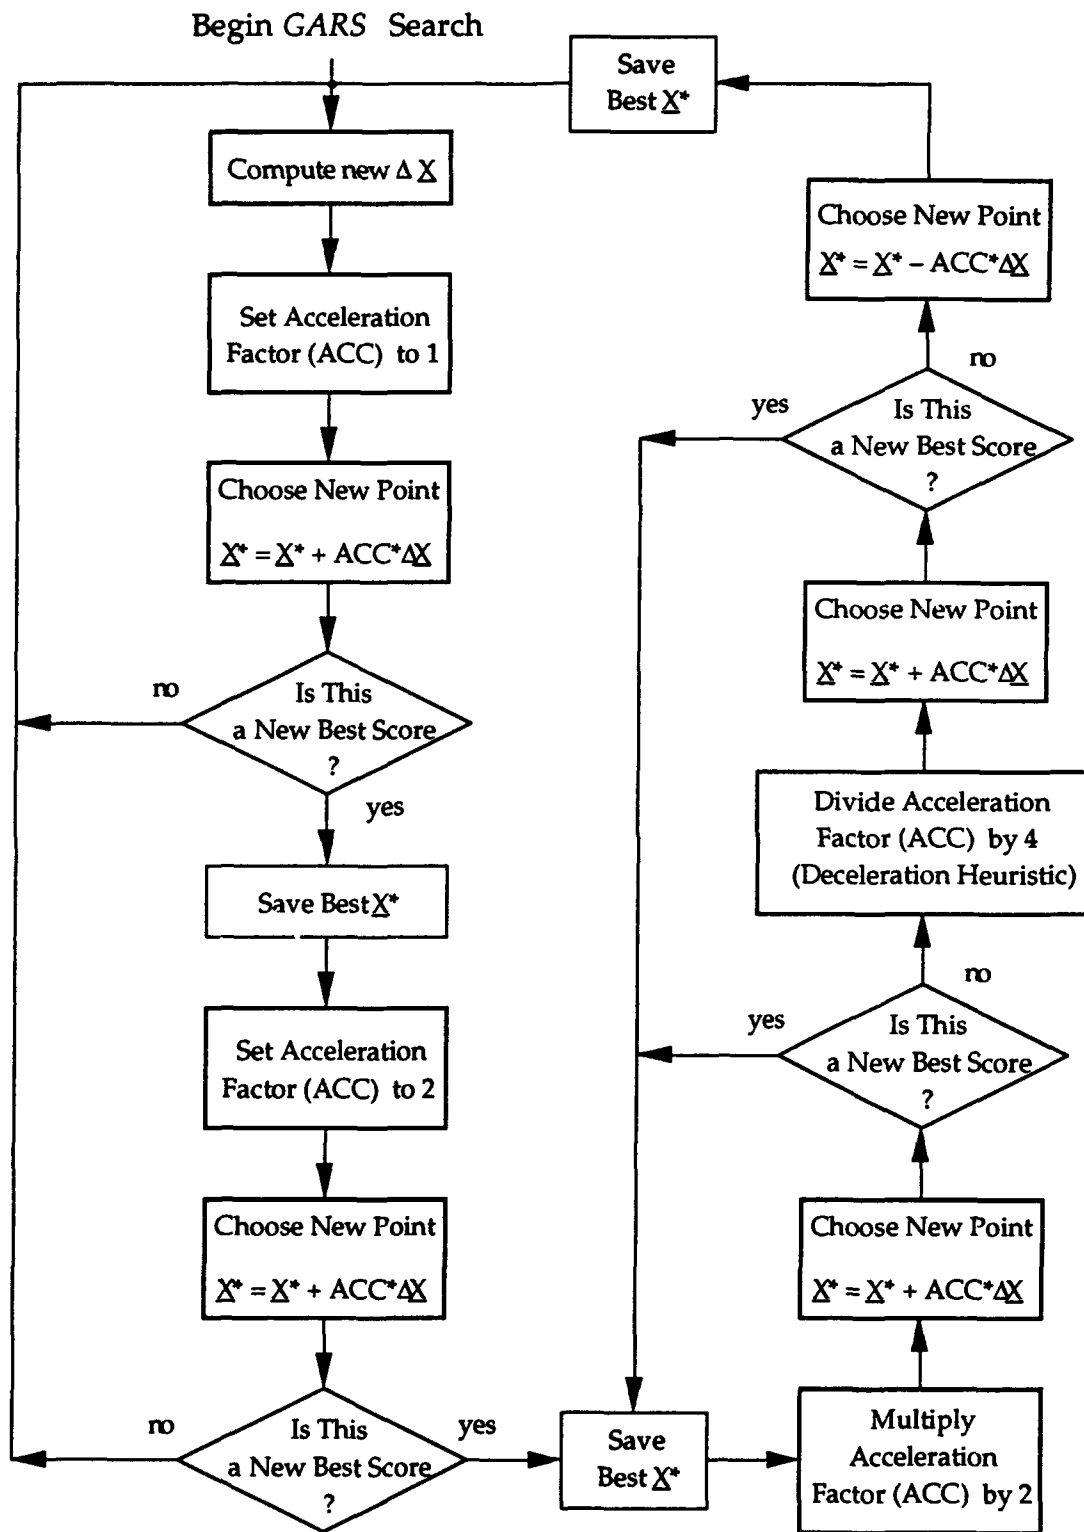 Begin GARS Search
Compute new Δ X
Set Acceleration
Factor (ACC) to 1
Choose New Point
X* = X* + ACC*ΔX
no
Is This
a New Best Score
?
yes
Save Best X*
Set Acceleration
Factor (ACC) to 2
Choose New Point
X* = X* + ACC*ΔX
no
Is This
a New Best Score
?
yes
Save
Best X*
Multiply
Acceleration
Factor (ACC) by 2
Choose New Point
X* = X* + ACC*ΔX
yes
Is This
a New Best Score
?
no
Divide Acceleration
Factor (ACC) by 4
(Deceleration Heuristic)
Choose New Point
X* = X* + ACC*ΔX
yes
Is This
a New Best Score
?
no
Choose New Point
X* = X* − ACC*ΔX
Save
Best X*